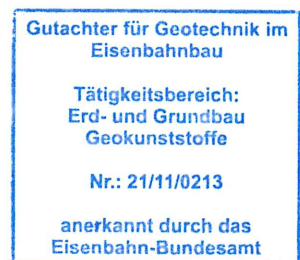 Gutachter für Geotechnik im
Eisenbahnbau
Tätigkeitsbereich:
Erd- und Grundbau
Geokunststoffe
Nr.: 21/11/0213
anerkannt durch das
Eisenbahn-Bundesamt